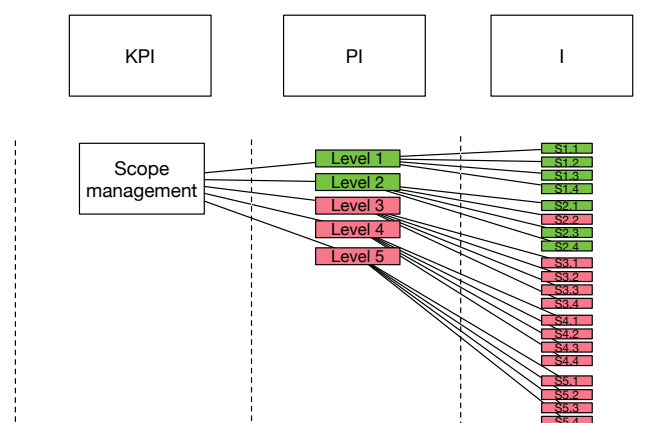 KPI
PI
I
Scope
management
Level 1
Level 2
Level 3
Level 4
Level 5
S1.1
S1.2
S1.3
S1.4
S2.1
S2.2
S2.3
S2.4
S3.1
S3.2
S3.3
S3.4
S4.1
S4.2
S4.3
S4.4
S5.1
S5.2
S5.3
S5.4